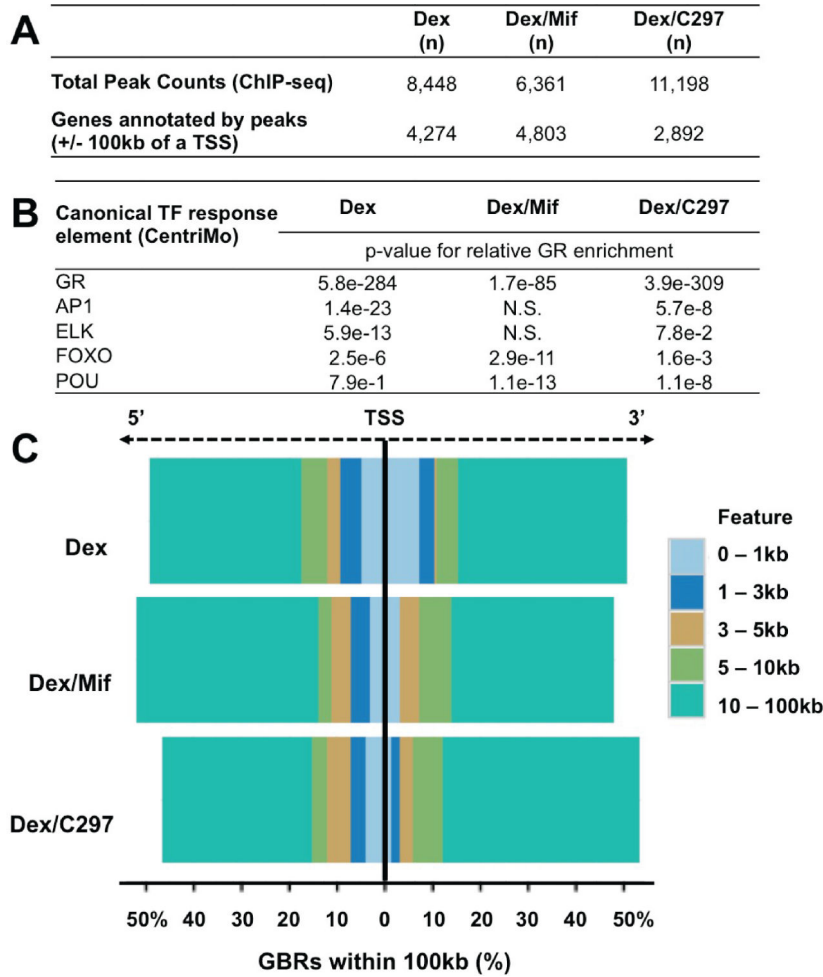 A
Dex Dex/Mif Dex/C297
(n) (n) (n)
Total Peak Counts (ChIP-seq) 8,448 6,361 11,198
Genes annotated by peaks
(+/- 100kb of a TSS) 4,274 4,803 2,892
B
Canonical TF response
element (CentriMo) Dex Dex/Mif Dex/C297
p-value for relative GR enrichment
GR 5.8e-284 1.7e-85 3.9e-309
AP1 1.4e-23 N.S. 5.7e-8
ELK 5.9e-13 N.S. 7.8e-2
FOXO 2.5e-6 2.9e-11 1.6e-3
POU 7.9e-1 1.1e-13 1.1e-8
C
5’ TSS 3’
Dex
Dex/Mif
Dex/C297
Feature
0 – 1kb
1 – 3kb
3 – 5kb
5 – 10kb
10 – 100kb
50% 40 30 20 10 0 10 20 30 40 50%
GBRs within 100kb (%)